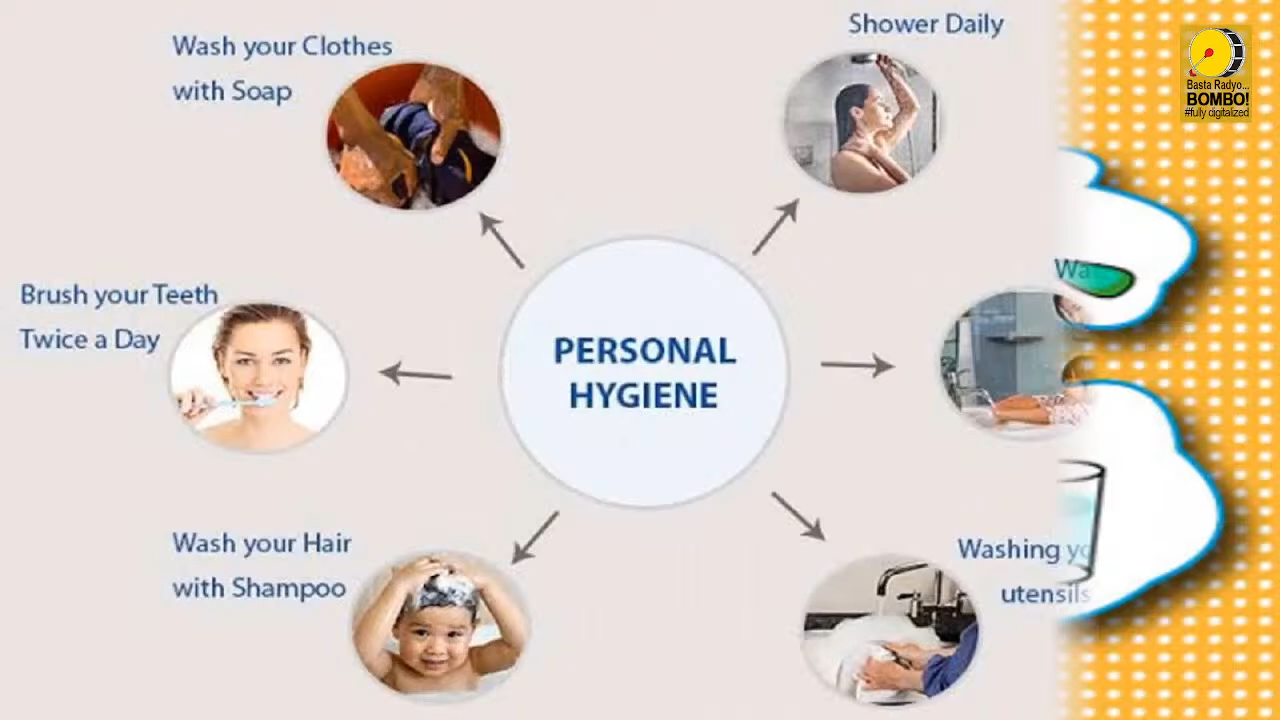 Shower Daily
Wash your Clothes
with Soap
Basta Radyo...
BOMBO!
#fully digitalized
Brush your Teeth
Twice a Day
PERSONAL
HYGIENE
Wash your Hair
with Shampoo
Washing
utensils